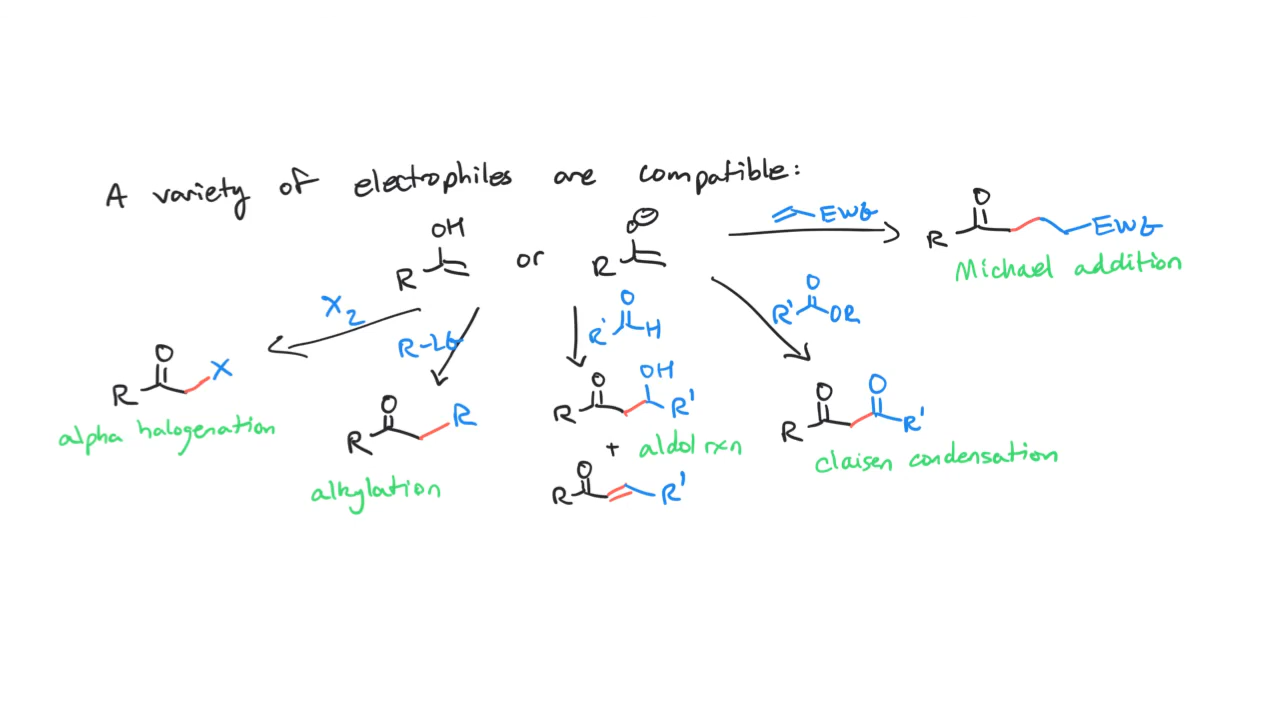 A variety of electrophiles are compatible:
OH
R
or
O⊖
R
EWG
O
R
EWG
Michael addition
X2
R-LG
O
R'
H
O
R'
OR
O
R
X
alpha halogenation
O
R
R
alkylation
O
OH
R
R'
+ aldol rxn
O
R
R'
O
O
R
R'
claisen condensation